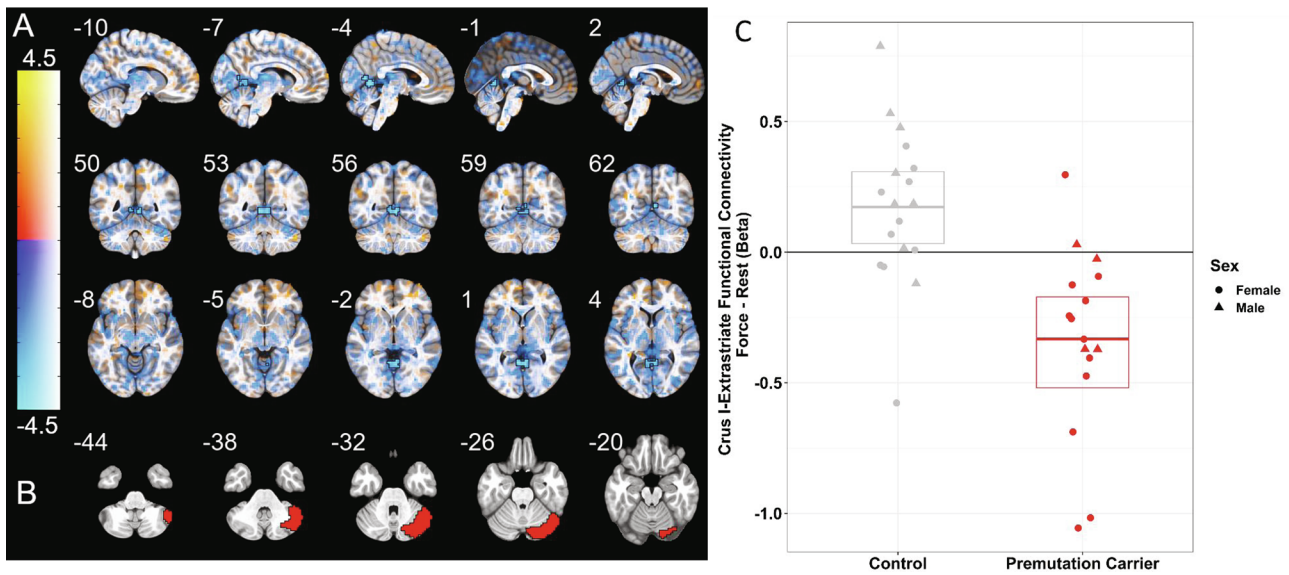 A
-10 -7 -4 -1 2
4.5
50 53 56 59 62
-8 -5 -2 1 4
-4.5
-44 -38 -32 -26 -20
B
C
Crus I-Extrastriate Functional Connectivity
Force - Rest (Beta)
0.5
0.0
-0.5
-1.0
Control Premutation Carrier
Sex
Female
Male